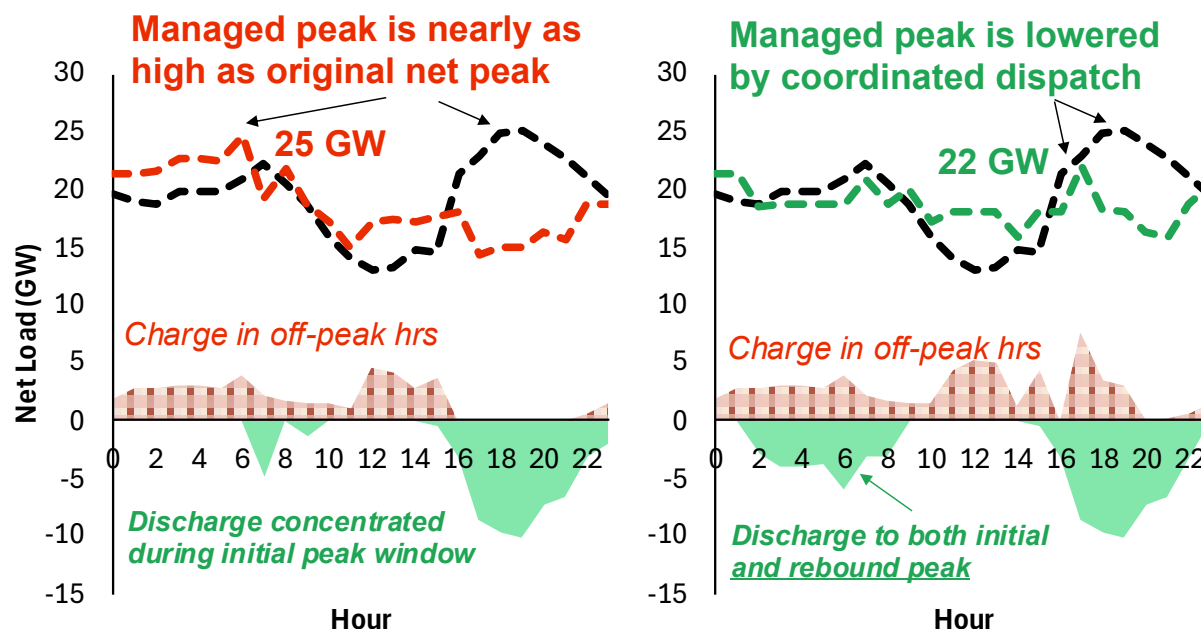 Managed peak is nearly as
high as original net peak
30
25
20
15
10
5
0
-5
-10
-15
Net Load (GW)
25 GW
Charge in off-peak hrs
0 2 4 6 8 10 12 14 16 18 20 22
Discharge concentrated
during initial peak window
Hour
Managed peak is lowered
by coordinated dispatch
30
25
20
15
10
5
0
-5
-10
-15
22 GW
Charge in off-peak hrs
0 2 4 6 8 10 12 14 16 18 20 22
Discharge to both initial
and rebound peak
Hour